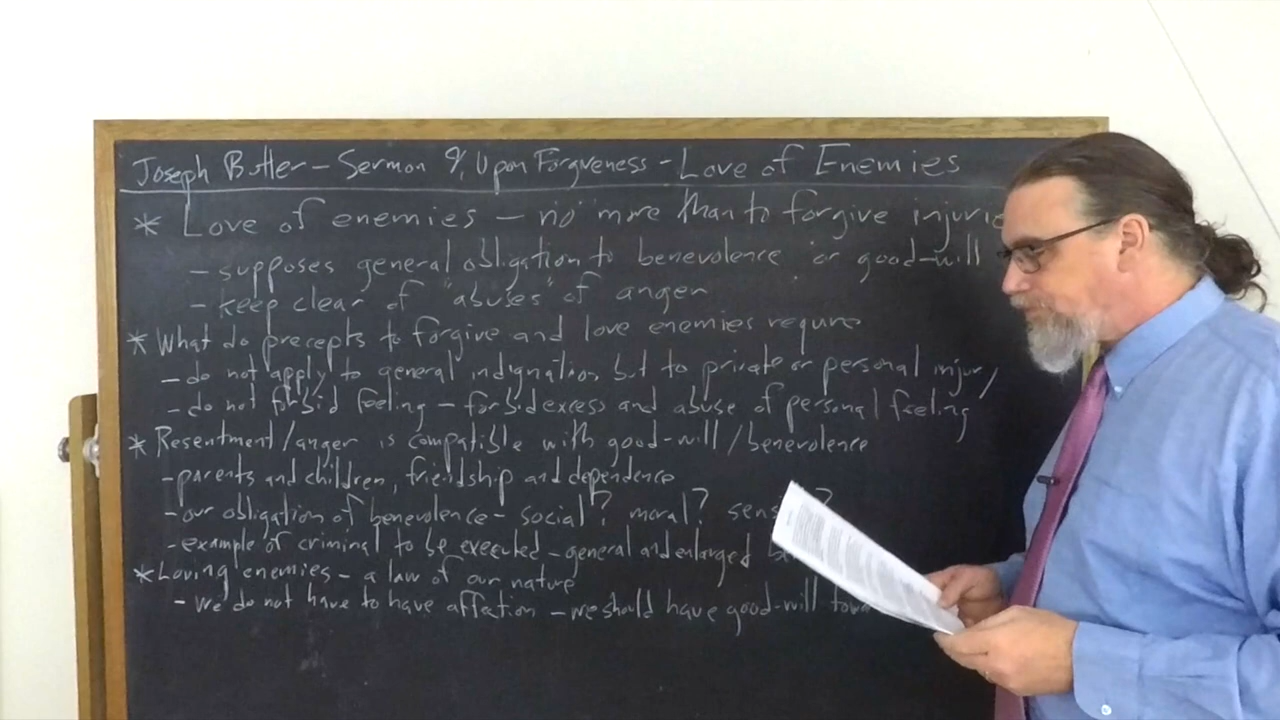 Joseph Butler - Sermon 9, Upon Forgiveness - Love of Enemies
* Love of enemies - no more than to forgive injurie
- supposes general obligation to benevolence or good-will
- keep clear of "abuses" of anger
* What do precepts to forgive and love enemies require
- do not apply to general indignation, but to private or personal injury
- do not forbid feeling - forbid excess and abuse of personal feeling
* Resentment/anger is compatible with good-will/benevolence
- parents and children, friendship and dependence
- our obligation of benevolence - social? moral? sens ?
- example of criminal to be executed - general and enlarged
* Loving enemies - a law of our nature
- we do not have to have affection - we should have good-will towa